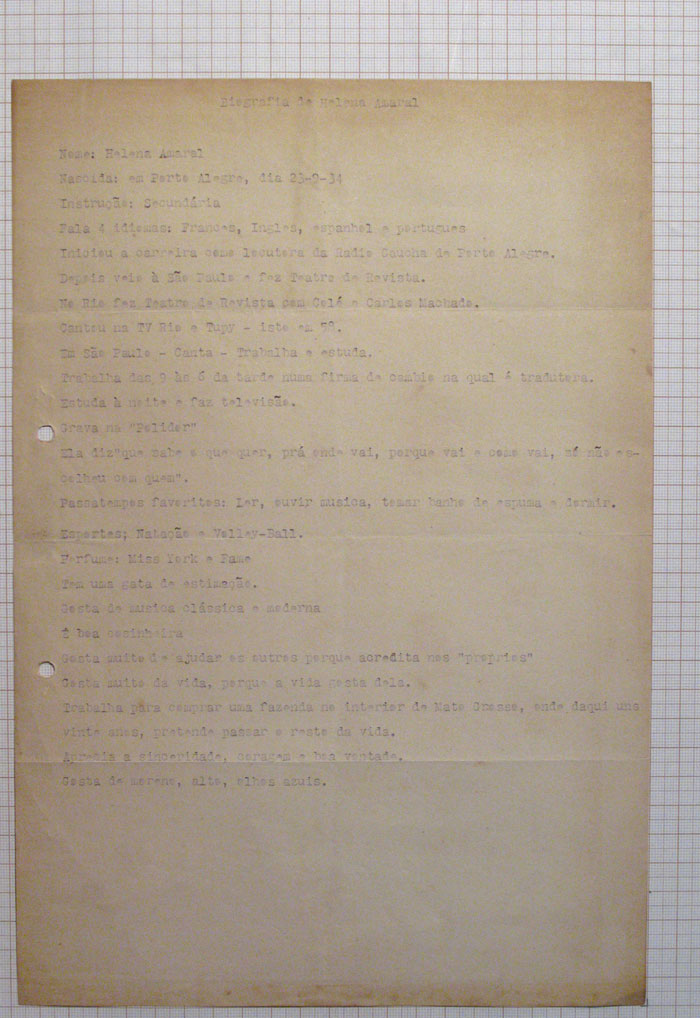 Biografia de Helena Amaral
Nome: Helena Amaral
Nascida: em Porto Alegre, dia 23-9-34
Instrução: Secundária
Fala 4 idiomas: Frances, Ingles, espanhol e portugues
Iniciou a carreira como locutora da Radio Gaucha de Porto Alegre.
Depois veio à São Paulo e fez Teatro de Revista.
No Rio fez Teatro de Revista com Colé e Carlos Machado.
Cantou na TV Rio e Tupy - isto em 58.
Em São Paulo - Canta - Trabalha e estuda.
Trabalha das 9 às 6 da tarde numa firma de cambio na qual é tradutora.
Estuda à noite e faz televisão.
Grava na "Polidor"
Ela diz"que sabe o que quer, prá onde vai, porque vai e como vai, só não es-
colheu com quem".
Passatempos favoritos: Ler, ouvir musica, tomar banho de espuma e dormir.
Esportes; Natação e Volley-Ball.
Perfume: Miss York e Fame
Tem uma gata de estimação.
Gosta de musica clássica e moderna
É boa cosinheira
Gosta muito de ajudar os outros porque acredita nos "proprios"
Gosta muito da vida, porque a vida gosta dela.
Trabalha para comprar uma fazenda no interior de Mato Grosso, onde daqui uns
vinte anos, pretende passar o resto da vida.
Aprecia a sinceridade, coragem e boa vontade.
Gosta de moreno, alto, olhos azuis.